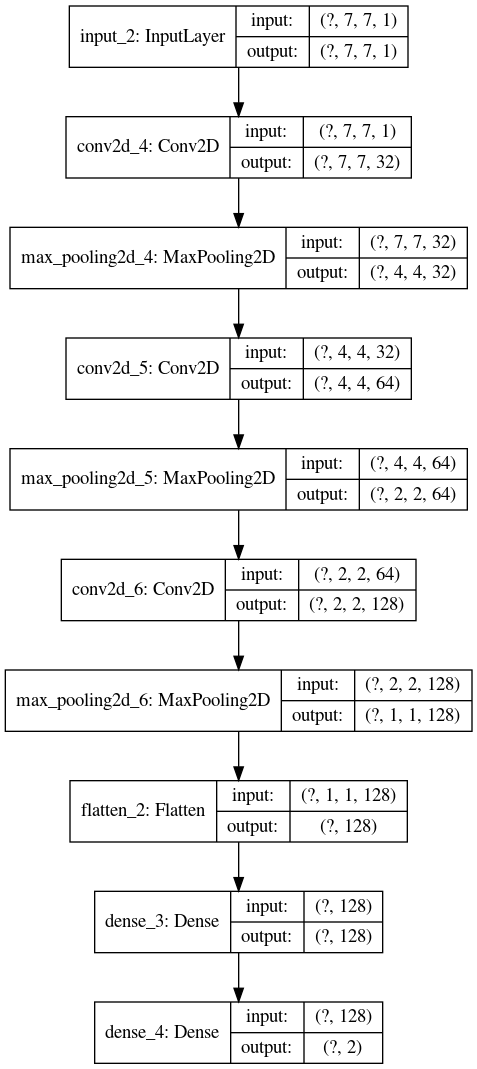 input_2: InputLayer
input: (?, 7, 7, 1)
output: (?, 7, 7, 1)
conv2d_4: Conv2D
input: (?, 7, 7, 1)
output: (?, 7, 7, 32)
max_pooling2d_4: MaxPooling2D
input: (?, 7, 7, 32)
output: (?, 4, 4, 32)
conv2d_5: Conv2D
input: (?, 4, 4, 32)
output: (?, 4, 4, 64)
max_pooling2d_5: MaxPooling2D
input: (?, 4, 4, 64)
output: (?, 2, 2, 64)
conv2d_6: Conv2D
input: (?, 2, 2, 64)
output: (?, 2, 2, 128)
max_pooling2d_6: MaxPooling2D
input: (?, 2, 2, 128)
output: (?, 1, 1, 128)
flatten_2: Flatten
input: (?, 1, 1, 128)
output: (?, 128)
dense_3: Dense
input: (?, 128)
output: (?, 128)
dense_4: Dense
input: (?, 128)
output: (?, 2)